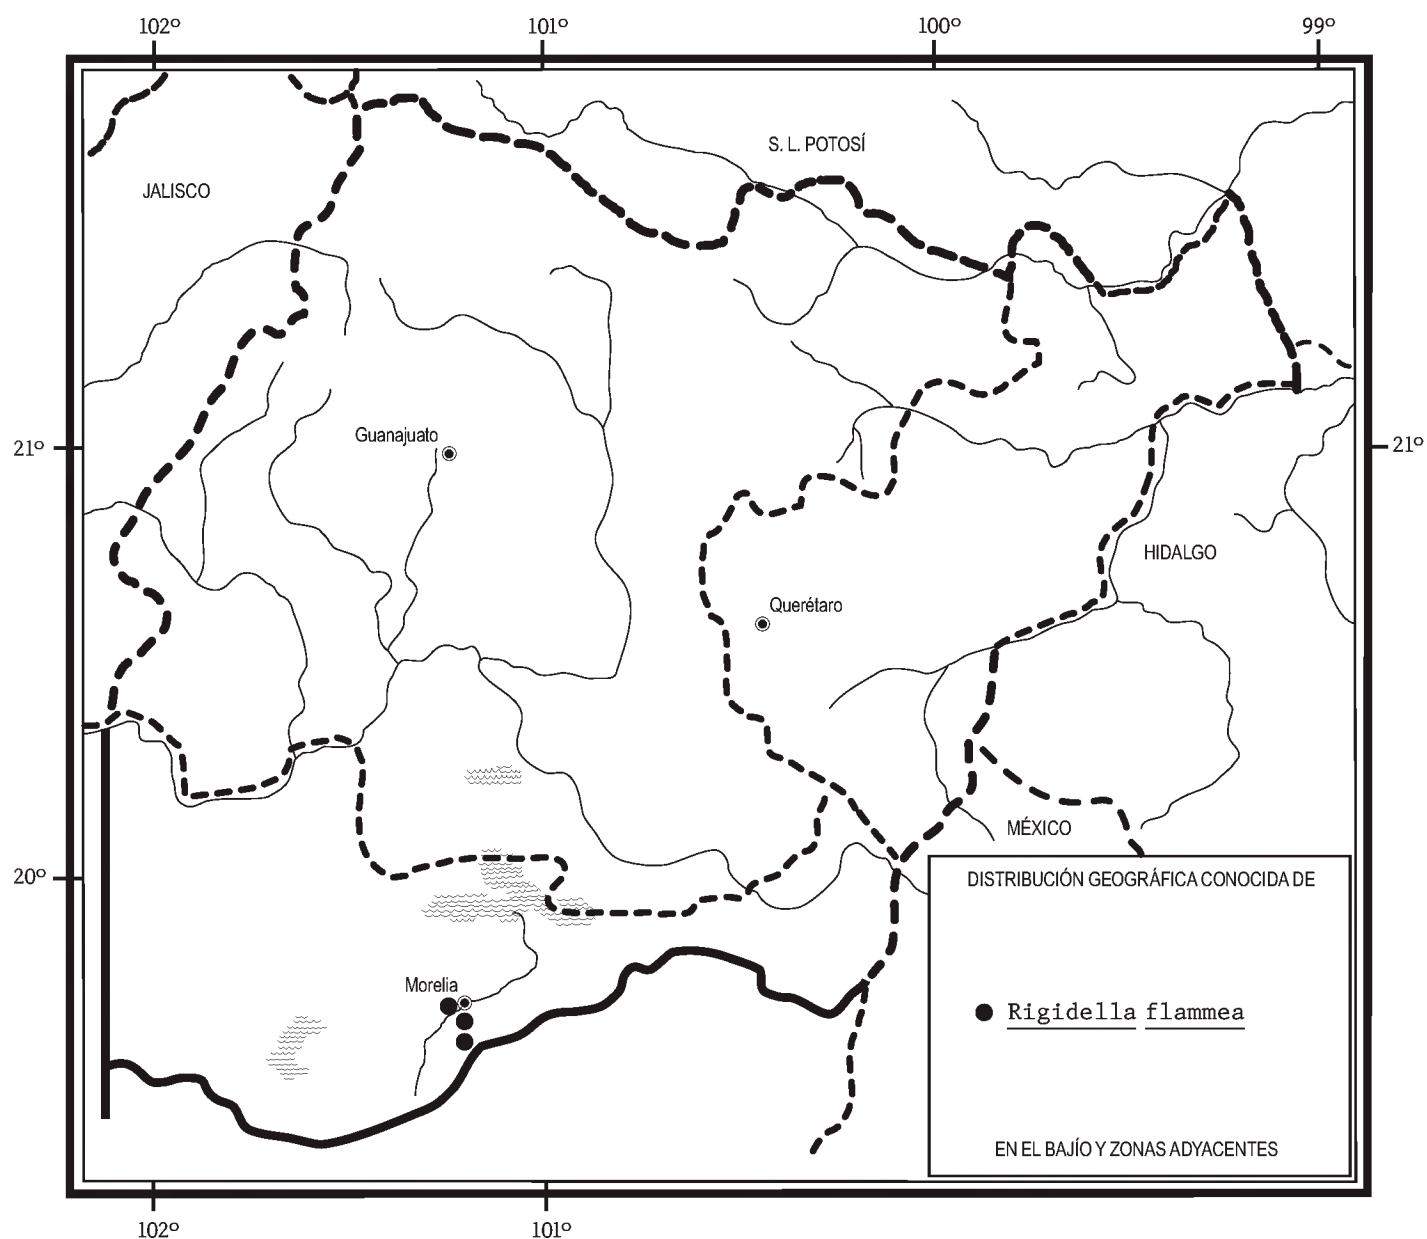 102º 101º 100º 99º
S. L. POTOSÍ
JALISCO
Guanajuato
21º 21º
HIDALGO
Querétaro
MÉXICO
20º
DISTRIBUCIÓN GEOGRÁFICA CONOCIDA DE
Morelia
Rigidella flammea
EN EL BAJÍO Y ZONAS ADYACENTES
102º 101º